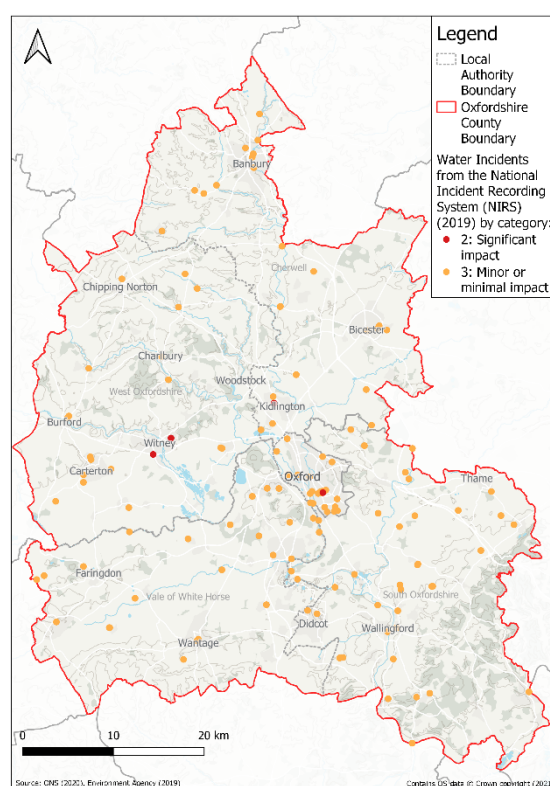 Legend
Local
Authority
Boundary
Oxfordshire
County
Boundary
Water Incidents
from the National
Incident Recording
System (NIRS)
(2019) by category:
2: Significant
impact
3: Minor or
minimal impact
Banbury
Cherwell
Chipping Norton
Bicester
Charlbury
West Oxfordshire
Woodstock
Kidlington
Burford
Witney
Carterton
Oxford
Thame
Faringdon
Vale of White Horse
South Oxfordshire
Didcot
Wallingford
Wantage
0 10 20 km
Source: ONS (2020), Environment Agency (2019)
Contains OS data © Crown copyright (2021